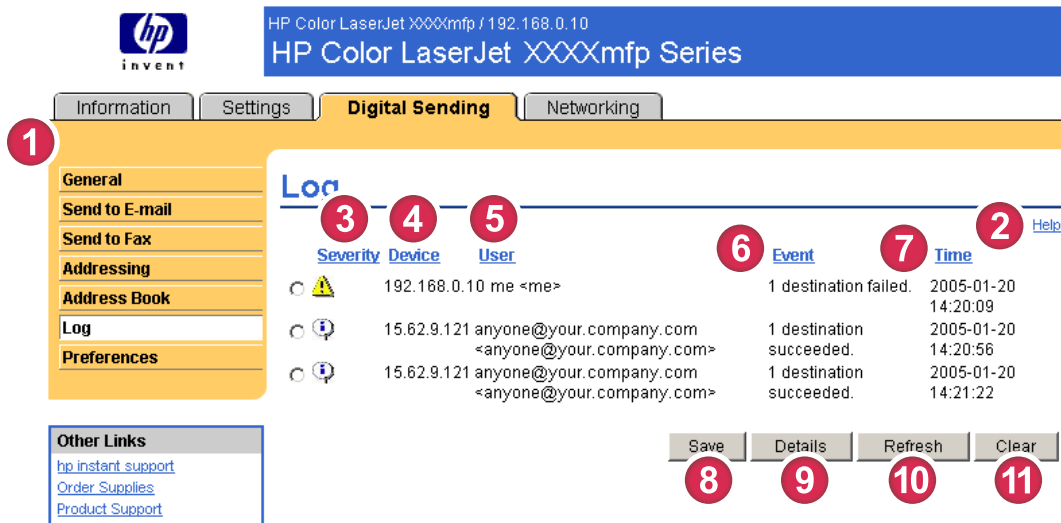 hp
invent
HP Color LaserJet XXXXmfp / 192.168.0.10
HP Color LaserJet XXXXmfp Series
Information Settings Digital Sending Networking
1
General
Send to E-mail
Send to Fax
Addressing
Address Book
Log
Preferences
Other Links
hp instant support
Order Supplies
Product Support
Log
2 Help
3 4 5 6 7
Severity Device User Event Time
192.168.0.10 me <me> 1 destination failed. 2005-01-20
14:20:09
15.62.9.121 anyone@your.company.com 1 destination 2005-01-20
<anyone@your.company.com> succeeded. 14:20:56
15.62.9.121 anyone@your.company.com 1 destination 2005-01-20
<anyone@your.company.com> succeeded. 14:21:22
Save Details Refresh Clear
8 9 10 11